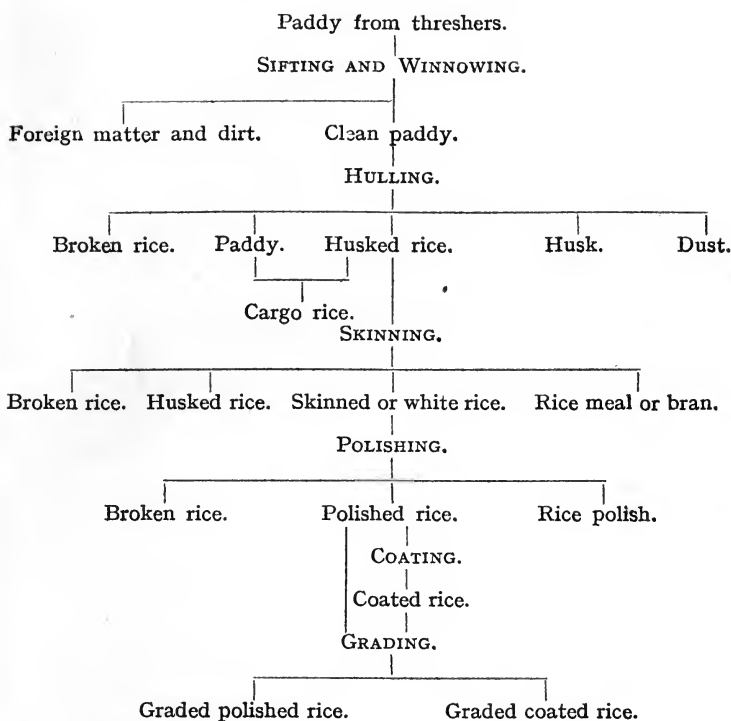 Paddy from threshers.
SIFTING AND WINNOWING.
Foreign matter and dirt. Clean paddy.
HULLING.
Broken rice. Paddy. Husked rice. Husk. Dust.
Cargo rice.
SKINNING.
Broken rice. Husked rice. Skinned or white rice. Rice meal or bran.
POLISHING.
Broken rice. Polished rice. Rice polish.
COATING.
Coated rice.
GRADING.
Graded polished rice. Graded coated rice.